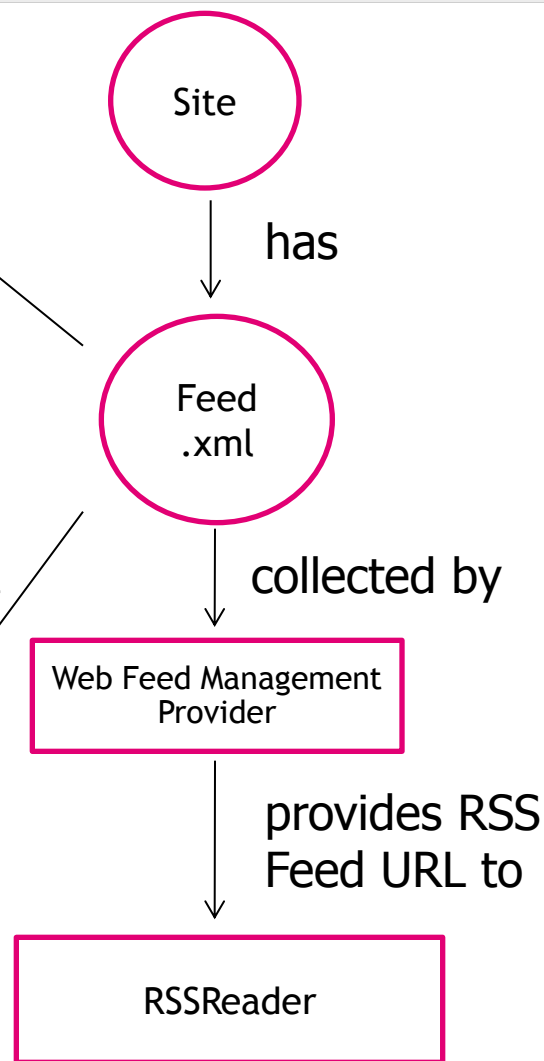 Site
has
Feed
.xml
collected by
Web Feed Management
Provider
provides RSS
Feed URL to
RSSReader